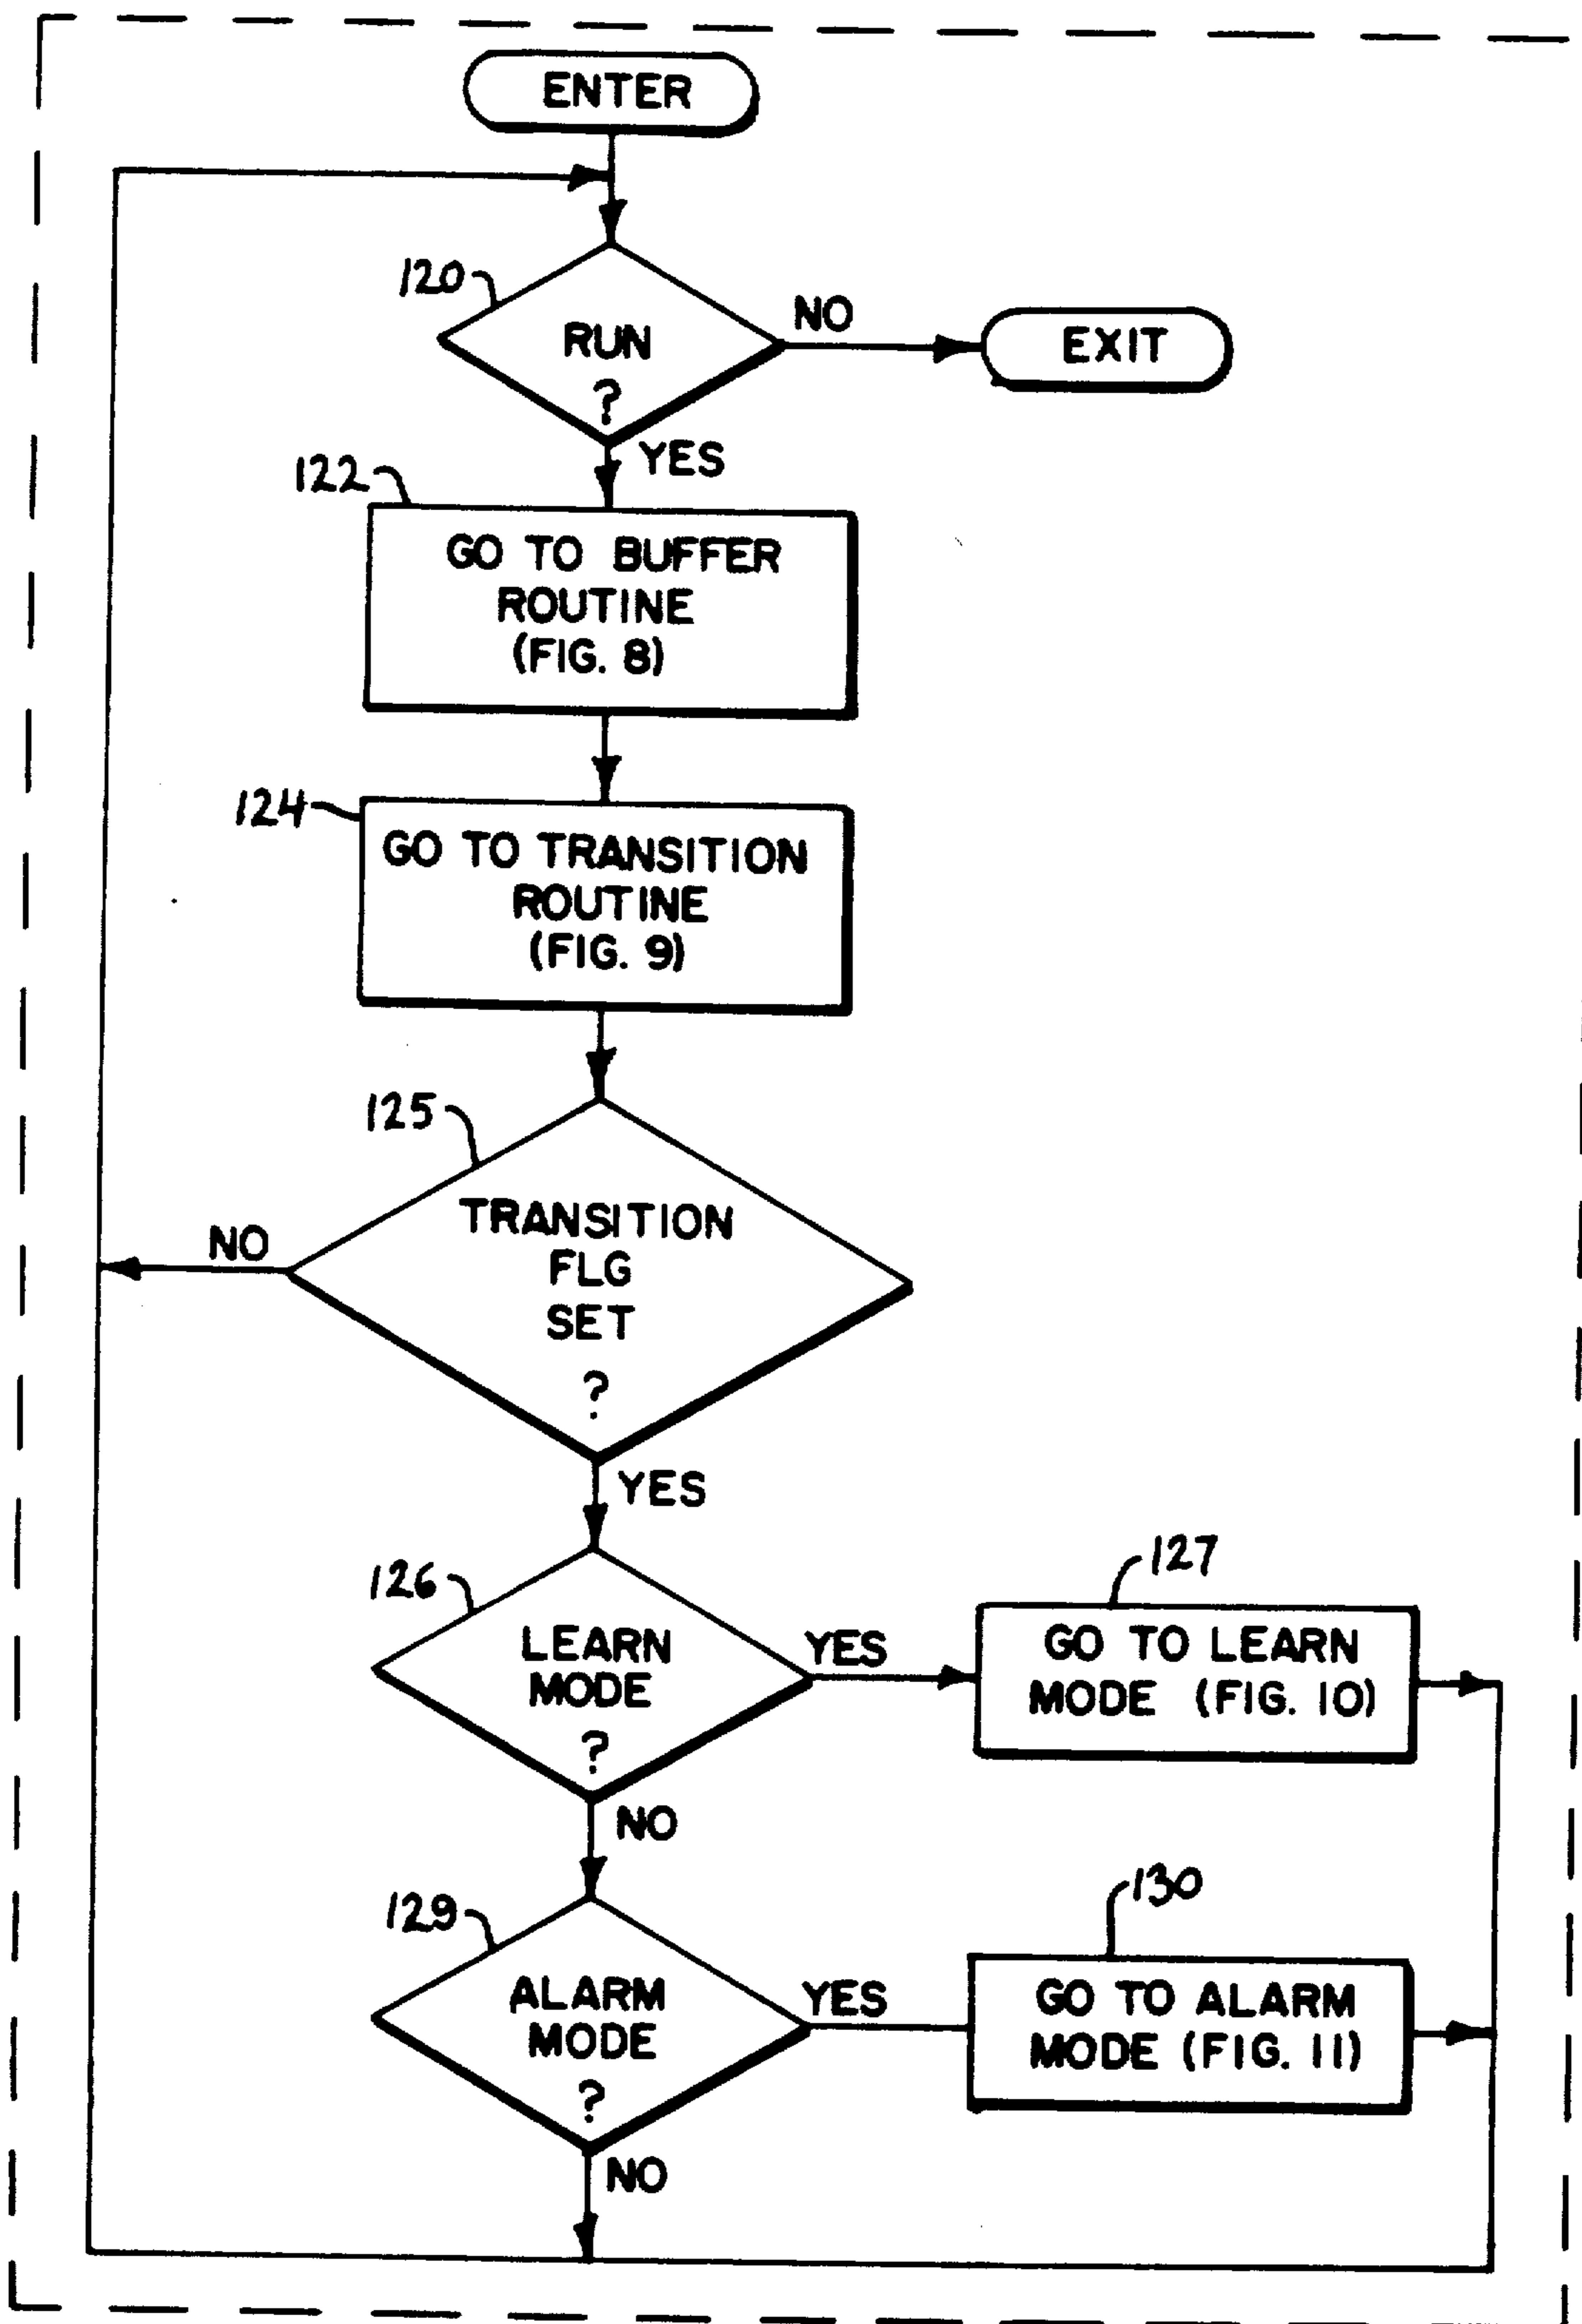 ENTER
120
RUN
?
NO
EXIT
YES
122
GO TO BUFFER
ROUTINE
(FIG. 8)
124
GO TO TRANSITION
ROUTINE
(FIG. 9)
125
TRANSITION
FLG
SET
?
NO
YES
126
LEARN
MODE
?
YES
127
GO TO LEARN
MODE (FIG. 10)
NO
129
ALARM
MODE
?
YES
130
GO TO ALARM
MODE (FIG. 11)
NO